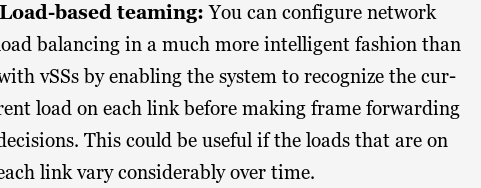 Load-based teaming: You can configure network
load balancing in a much more intelligent fashion than
with vSSs by enabling the system to recognize the cur-
rent load on each link before making frame forwarding
decisions. This could be useful if the loads that are on
each link vary considerably over time.